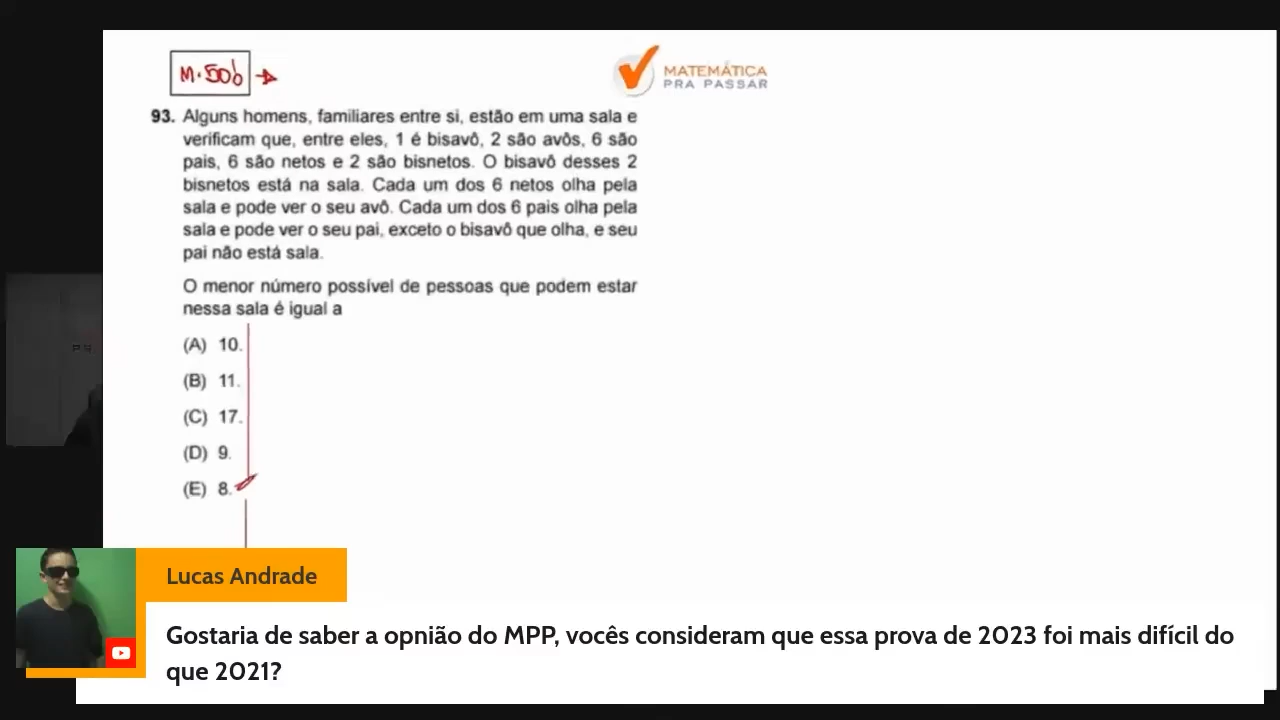 M.506
MATEMÁTICA
PRA PASSAR
93. Alguns homens, familiares entre si, estão em uma sala e
verificam que, entre eles, 1 é bisavô, 2 são avôs, 6 são
pais, 6 são netos e 2 são bisnetos. O bisavô desses 2
bisnetos está na sala. Cada um dos 6 netos olha pela
sala e pode ver o seu avô. Cada um dos 6 pais olha pela
sala e pode ver o seu pai, exceto o bisavô que olha, e seu
pai não está sala.
O menor número possível de pessoas que podem estar
nessa sala é igual a
(A) 10.
(B) 11.
(C) 17.
(D) 9.
(E) 8.
Lucas Andrade
Gostaria de saber a opnião do MPP, vocês consideram que essa prova de 2023 foi mais difícil do
que 2021?